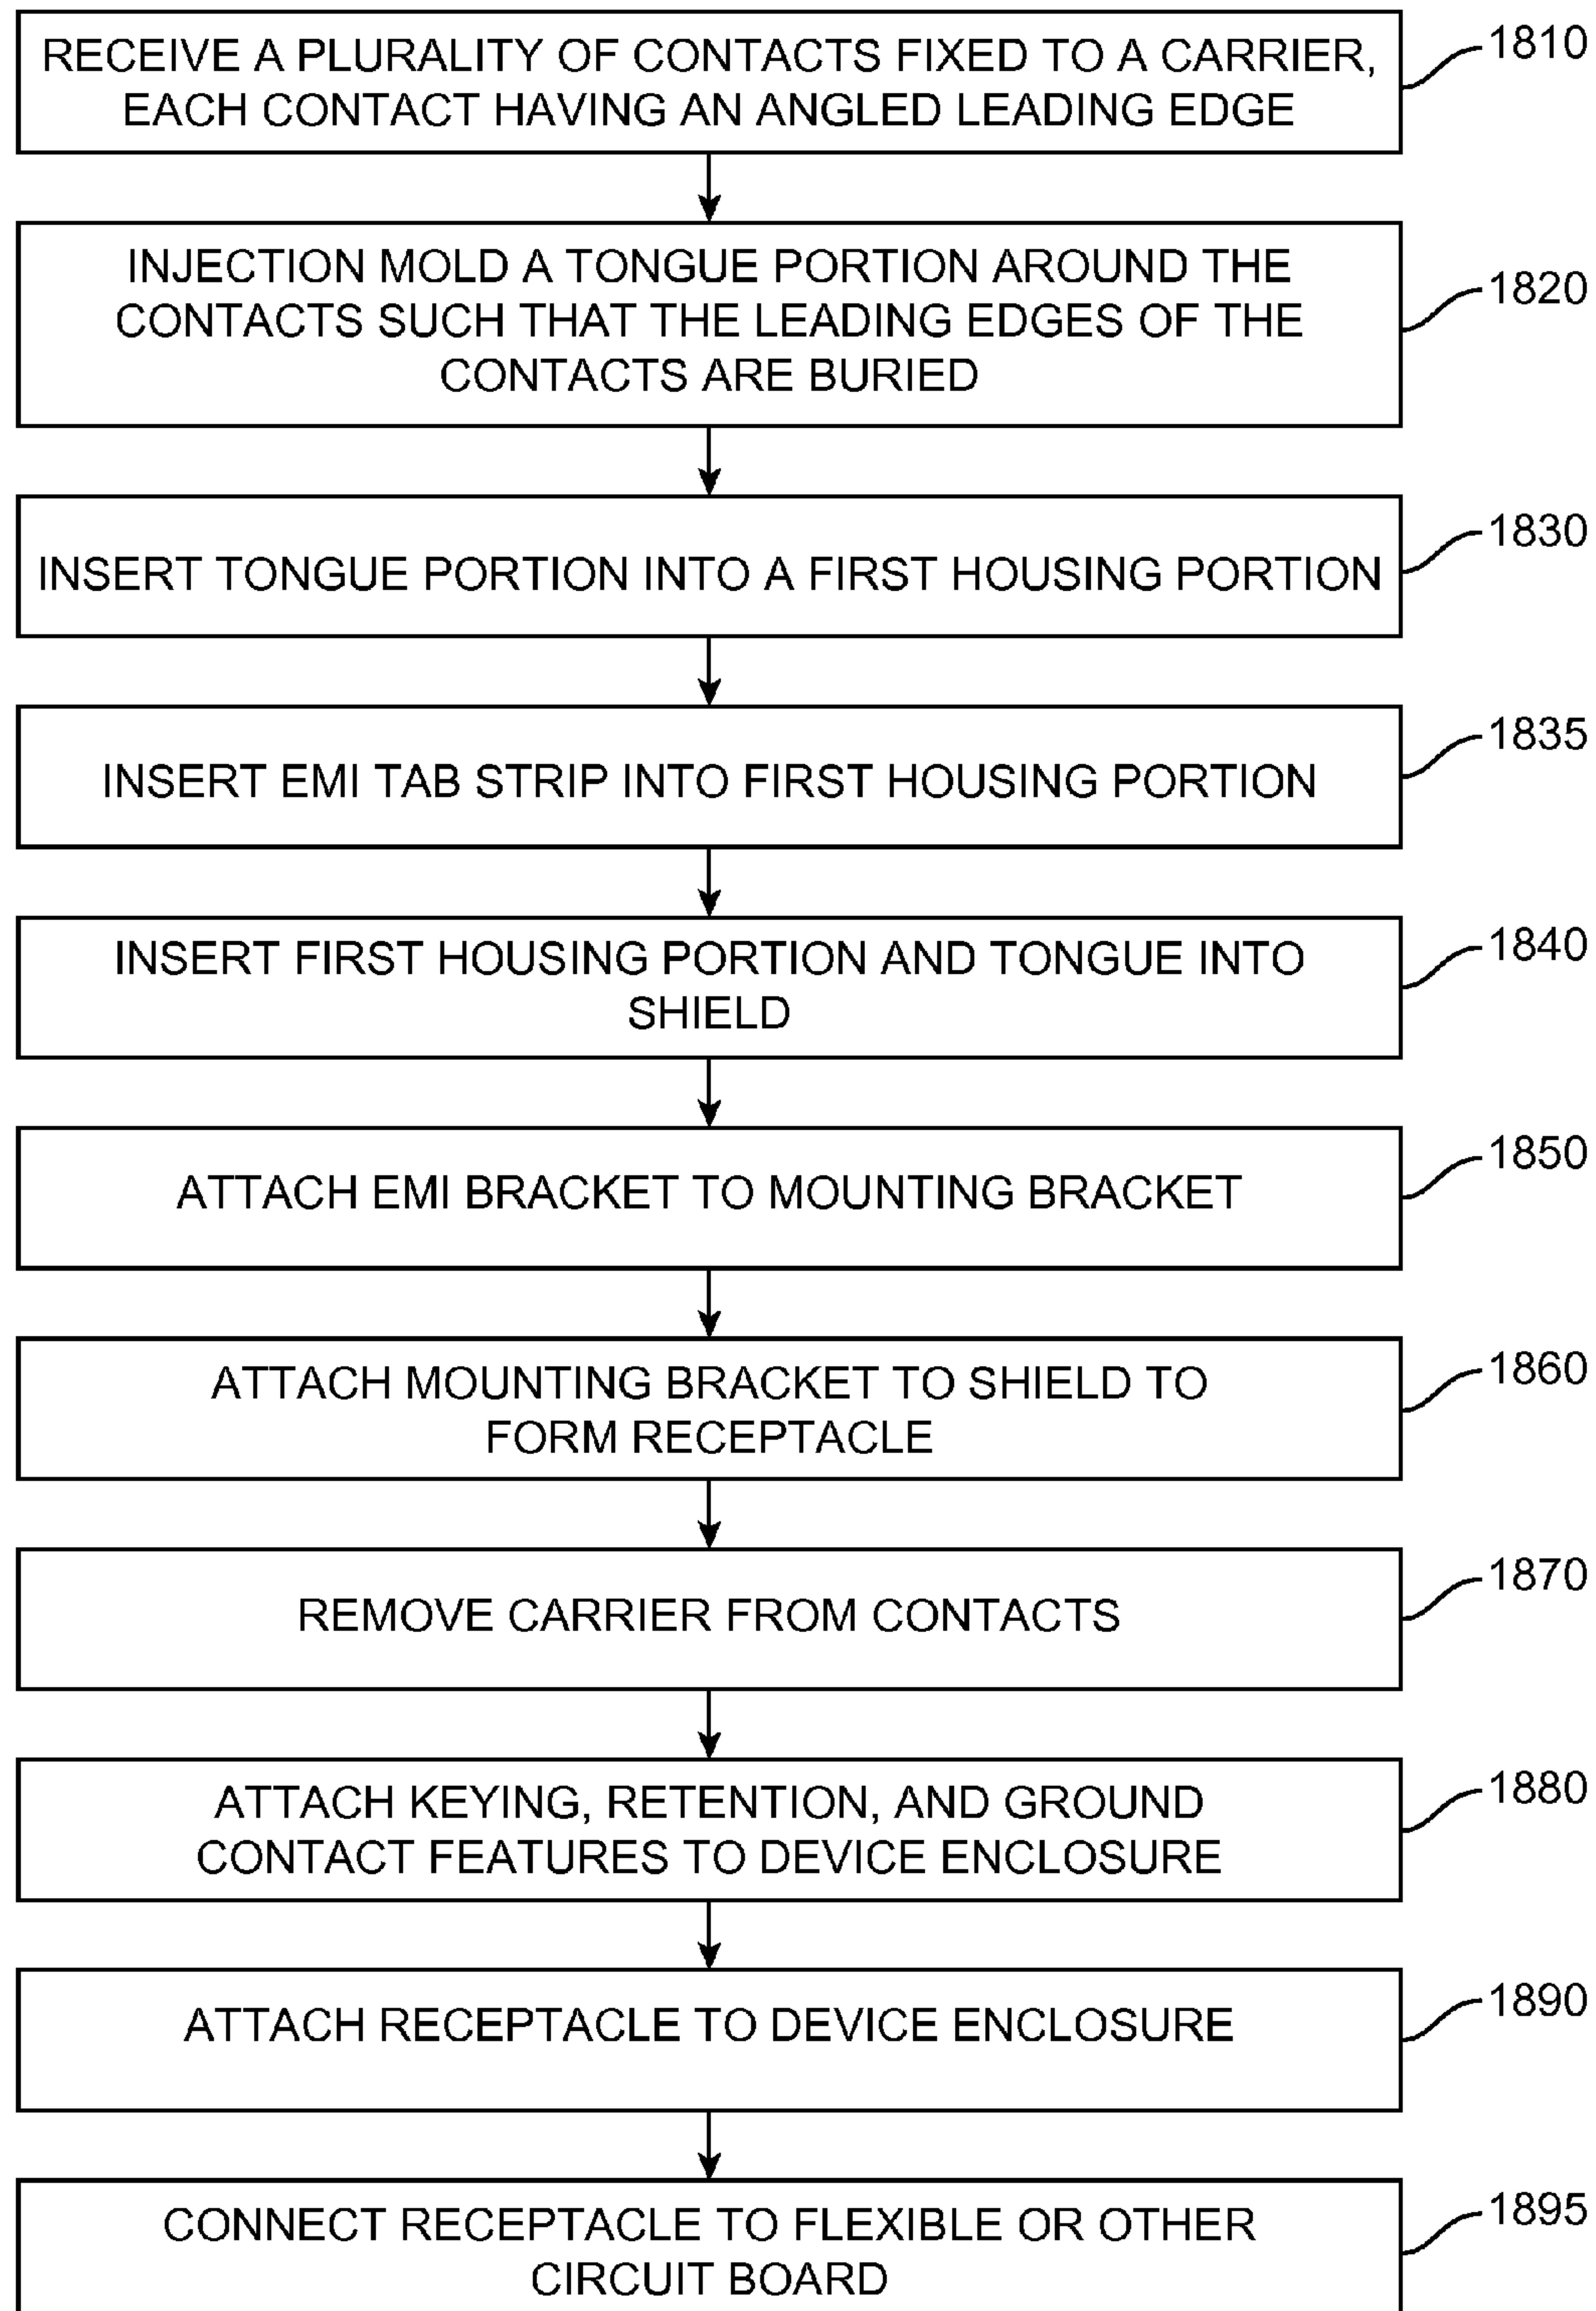 RECEIVE A PLURALITY OF CONTACTS FIXED TO A CARRIER,
EACH CONTACT HAVING AN ANGLED LEADING EDGE
1810
INJECTION MOLD A TONGUE PORTION AROUND THE
CONTACTS SUCH THAT THE LEADING EDGES OF THE
CONTACTS ARE BURIED
1820
INSERT TONGUE PORTION INTO A FIRST HOUSING PORTION
1830
INSERT EMI TAB STRIP INTO FIRST HOUSING PORTION
1835
INSERT FIRST HOUSING PORTION AND TONGUE INTO
SHIELD
1840
ATTACH EMI BRACKET TO MOUNTING BRACKET
1850
ATTACH MOUNTING BRACKET TO SHIELD TO
FORM RECEPTACLE
1860
REMOVE CARRIER FROM CONTACTS
1870
ATTACH KEYING, RETENTION, AND GROUND
CONTACT FEATURES TO DEVICE ENCLOSURE
1880
ATTACH RECEPTACLE TO DEVICE ENCLOSURE
1890
CONNECT RECEPTACLE TO FLEXIBLE OR OTHER
CIRCUIT BOARD
1895